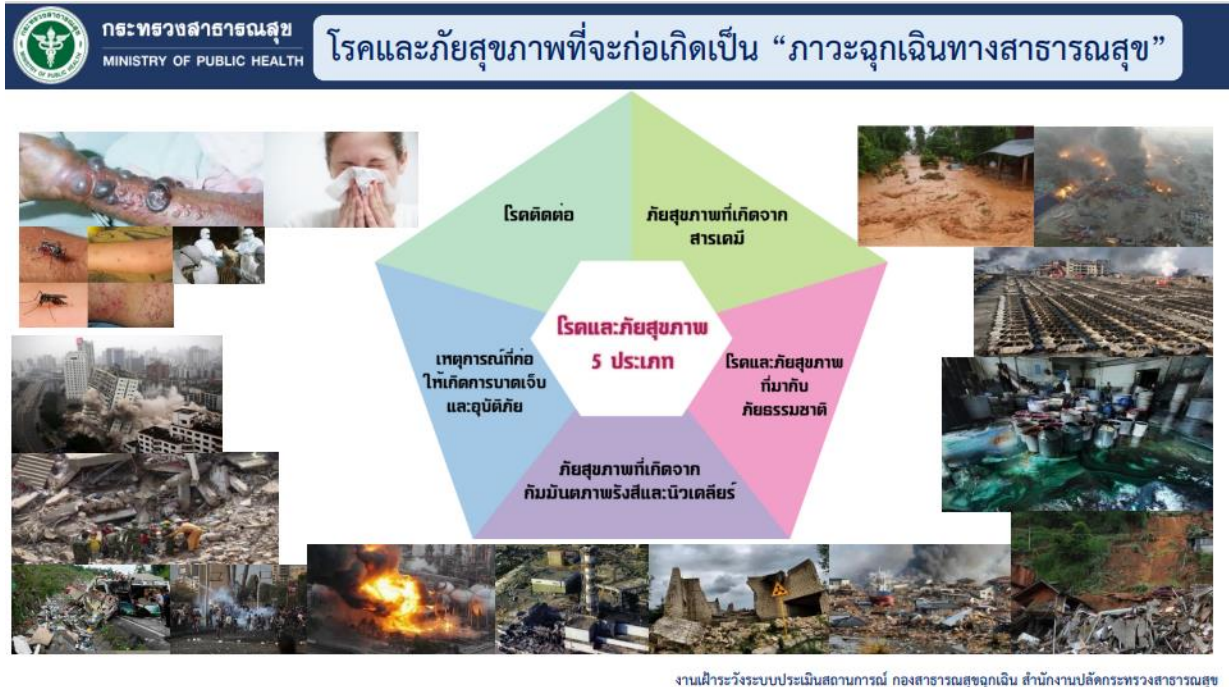 กระทรวงสาธารณสุข
MINISTRY OF PUBLIC HEALTH
โรคและภัยสุขภาพที่จะก่อเกิดเป็น “ภาวะฉุกเฉินทางสาธารณสุข”
โรคติดต่อ
ภัยสุขภาพที่เกิดจาก
สารเคมี
โรคและภัยสุขภาพ
5 ประเภท
เหตุการณ์ที่ก่อ
ให้เกิดการบาดเจ็บ
และอุบัติภัย
โรคและภัยสุขภาพ
ที่มากับ
ภัยธรรมชาติ
ภัยสุขภาพที่เกิดจาก
กัมมันตภาพรังสีและนิวเคลียร์
งานเฝ้าระวังระบบประเมินสถานการณ์ กองสาธารณสุขฉุกเฉิน สำนักงานปลัดกระทรวงสาธารณสุข